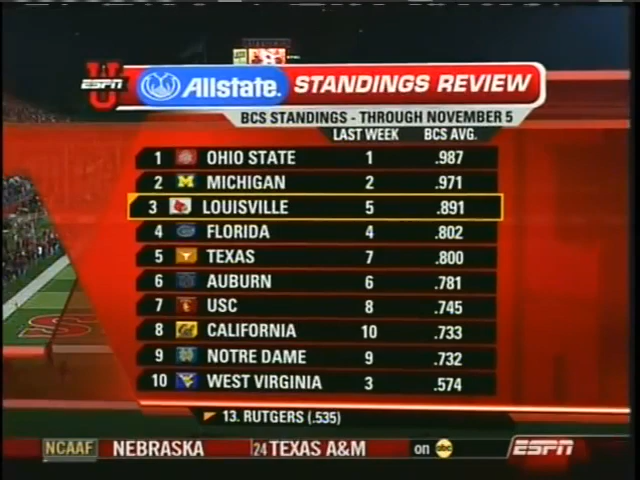 ESPN U Allstate. STANDINGS REVIEW
BCS STANDINGS - THROUGH NOVEMBER 5
LAST WEEK BCS AVG.
1 OHIO STATE 1 .987
2 MICHIGAN 2 .971
3 LOUISVILLE 5 .891
4 FLORIDA 4 .802
5 TEXAS 7 .800
6 AUBURN 6 .781
7 USC 8 .745
8 CALIFORNIA 10 .733
9 NOTRE DAME 9 .732
10 WEST VIRGINIA 3 .574
13. RUTGERS (.535)
NCAAF NEBRASKA 24 TEXAS A&M on abc ESPN